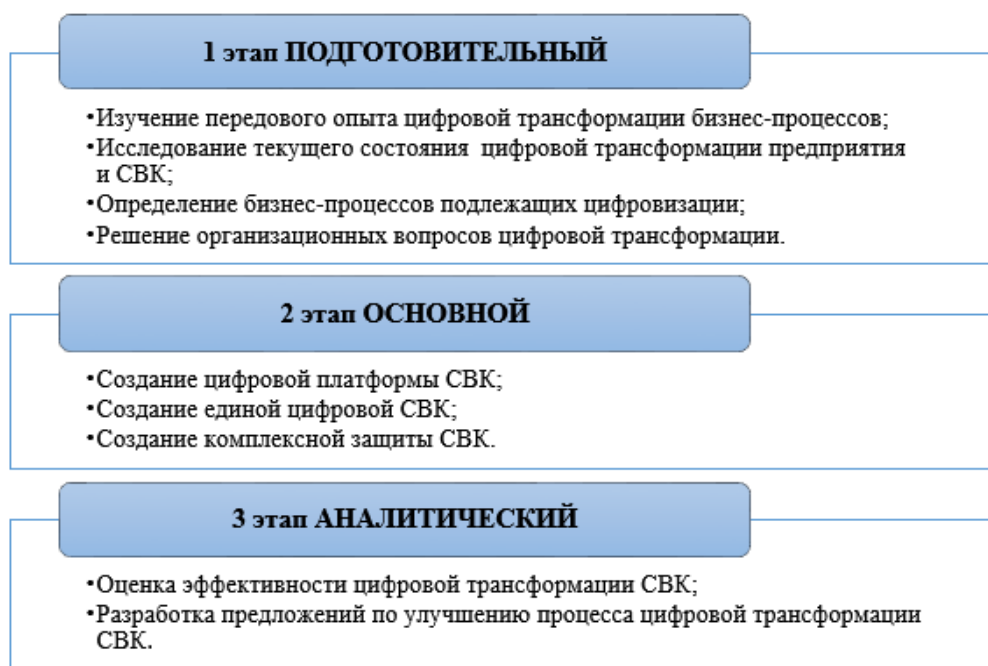 1 этап ПОДГОТОВИТЕЛЬНЫЙ
•Изучение передового опыта цифровой трансформации бизнес-процессов;
•Исследование текущего состояния цифровой трансформации предприятия
и СВК;
•Определение бизнес-процессов подлежащих цифровизации;
•Решение организационных вопросов цифровой трансформации.
2 этап ОСНОВНОЙ
•Создание цифровой платформы СВК;
•Создание единой цифровой СВК;
•Создание комплексной защиты СВК.
3 этап АНАЛИТИЧЕСКИЙ
•Оценка эффективности цифровой трансформации СВК;
•Разработка предложений по улучшению процесса цифровой трансформации
СВК.